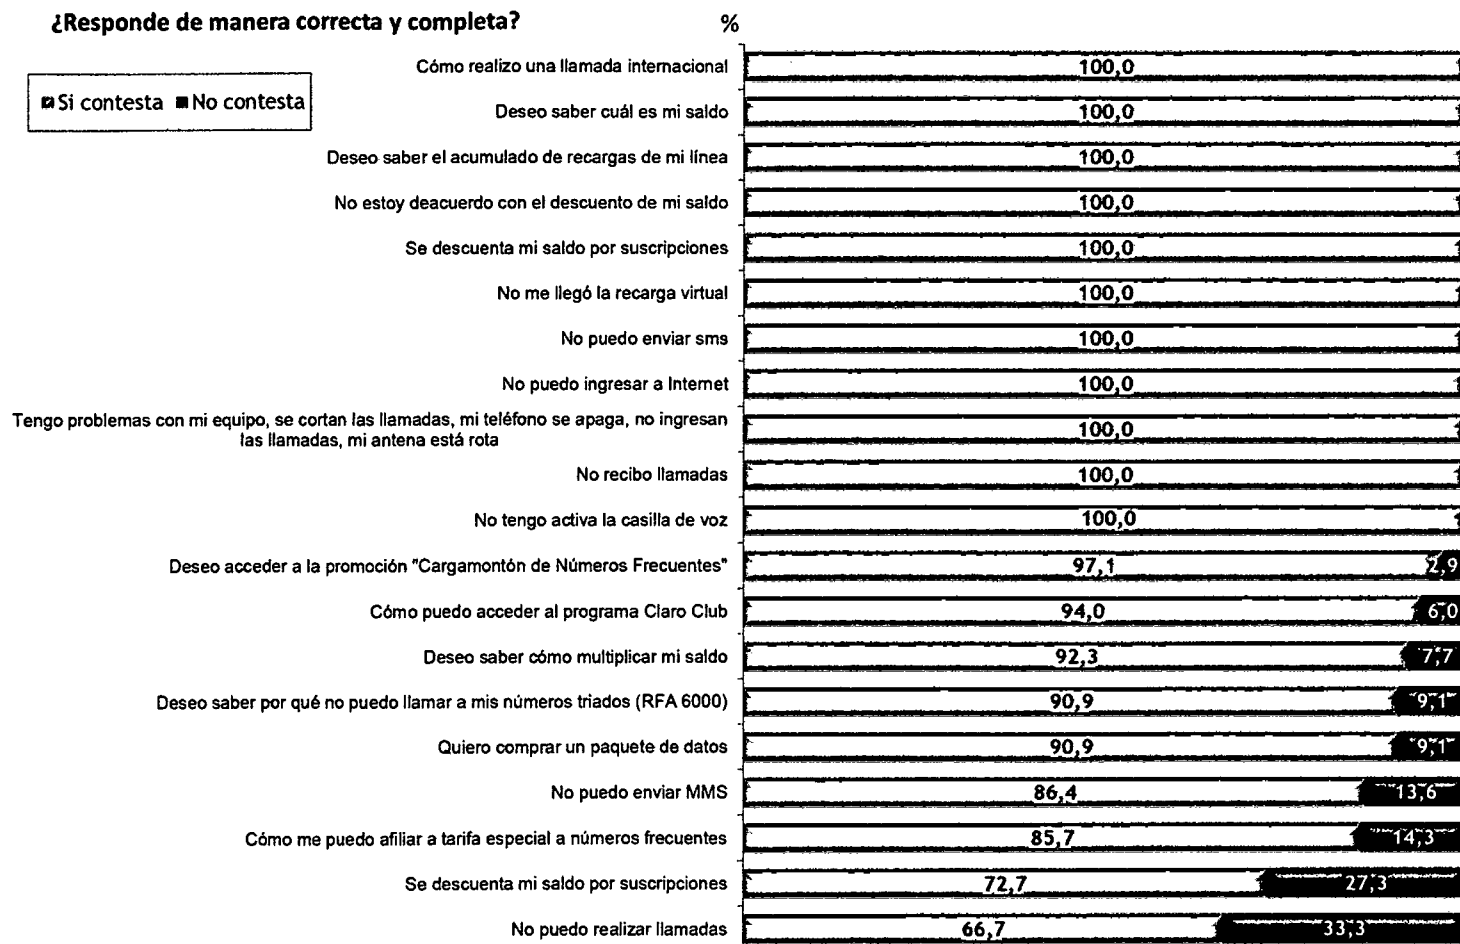 ¿Responde de manera correcta y completa? %
Si contesta No contesta
Cómo realizo una llamada internacional 100,0
Deseo saber cuál es mi saldo 100,0
Deseo saber el acumulado de recargas de mi línea 100,0
No estoy deacuerdo con el descuento de mi saldo 100,0
Se descuenta mi saldo por suscripciones 100,0
No me llegó la recarga virtual 100,0
No puedo enviar sms 100,0
No puedo ingresar a Internet 100,0
Tengo problemas con mi equipo, se cortan las llamadas, mi teléfono se apaga, no ingresan
las llamadas, mi antena está rota 100,0
No recibo llamadas 100,0
No tengo activa la casilla de voz 100,0
Deseo acceder a la promoción "Cargamontón de Números Frecuentes" 97,1 2,9
Cómo puedo acceder al programa Claro Club 94,0 6,0
Deseo saber cómo multiplicar mi saldo 92,3 7,7
Deseo saber por qué no puedo llamar a mis números triados (RFA 6000) 90,9 9,1
Quiero comprar un paquete de datos 90,9 9,1
No puedo enviar MMS 86,4 13,6
Cómo me puedo afiliar a tarifa especial a números frecuentes 85,7 14,3
Se descuenta mi saldo por suscripciones 72,7 27,3
No puedo realizar llamadas 66,7 33,3